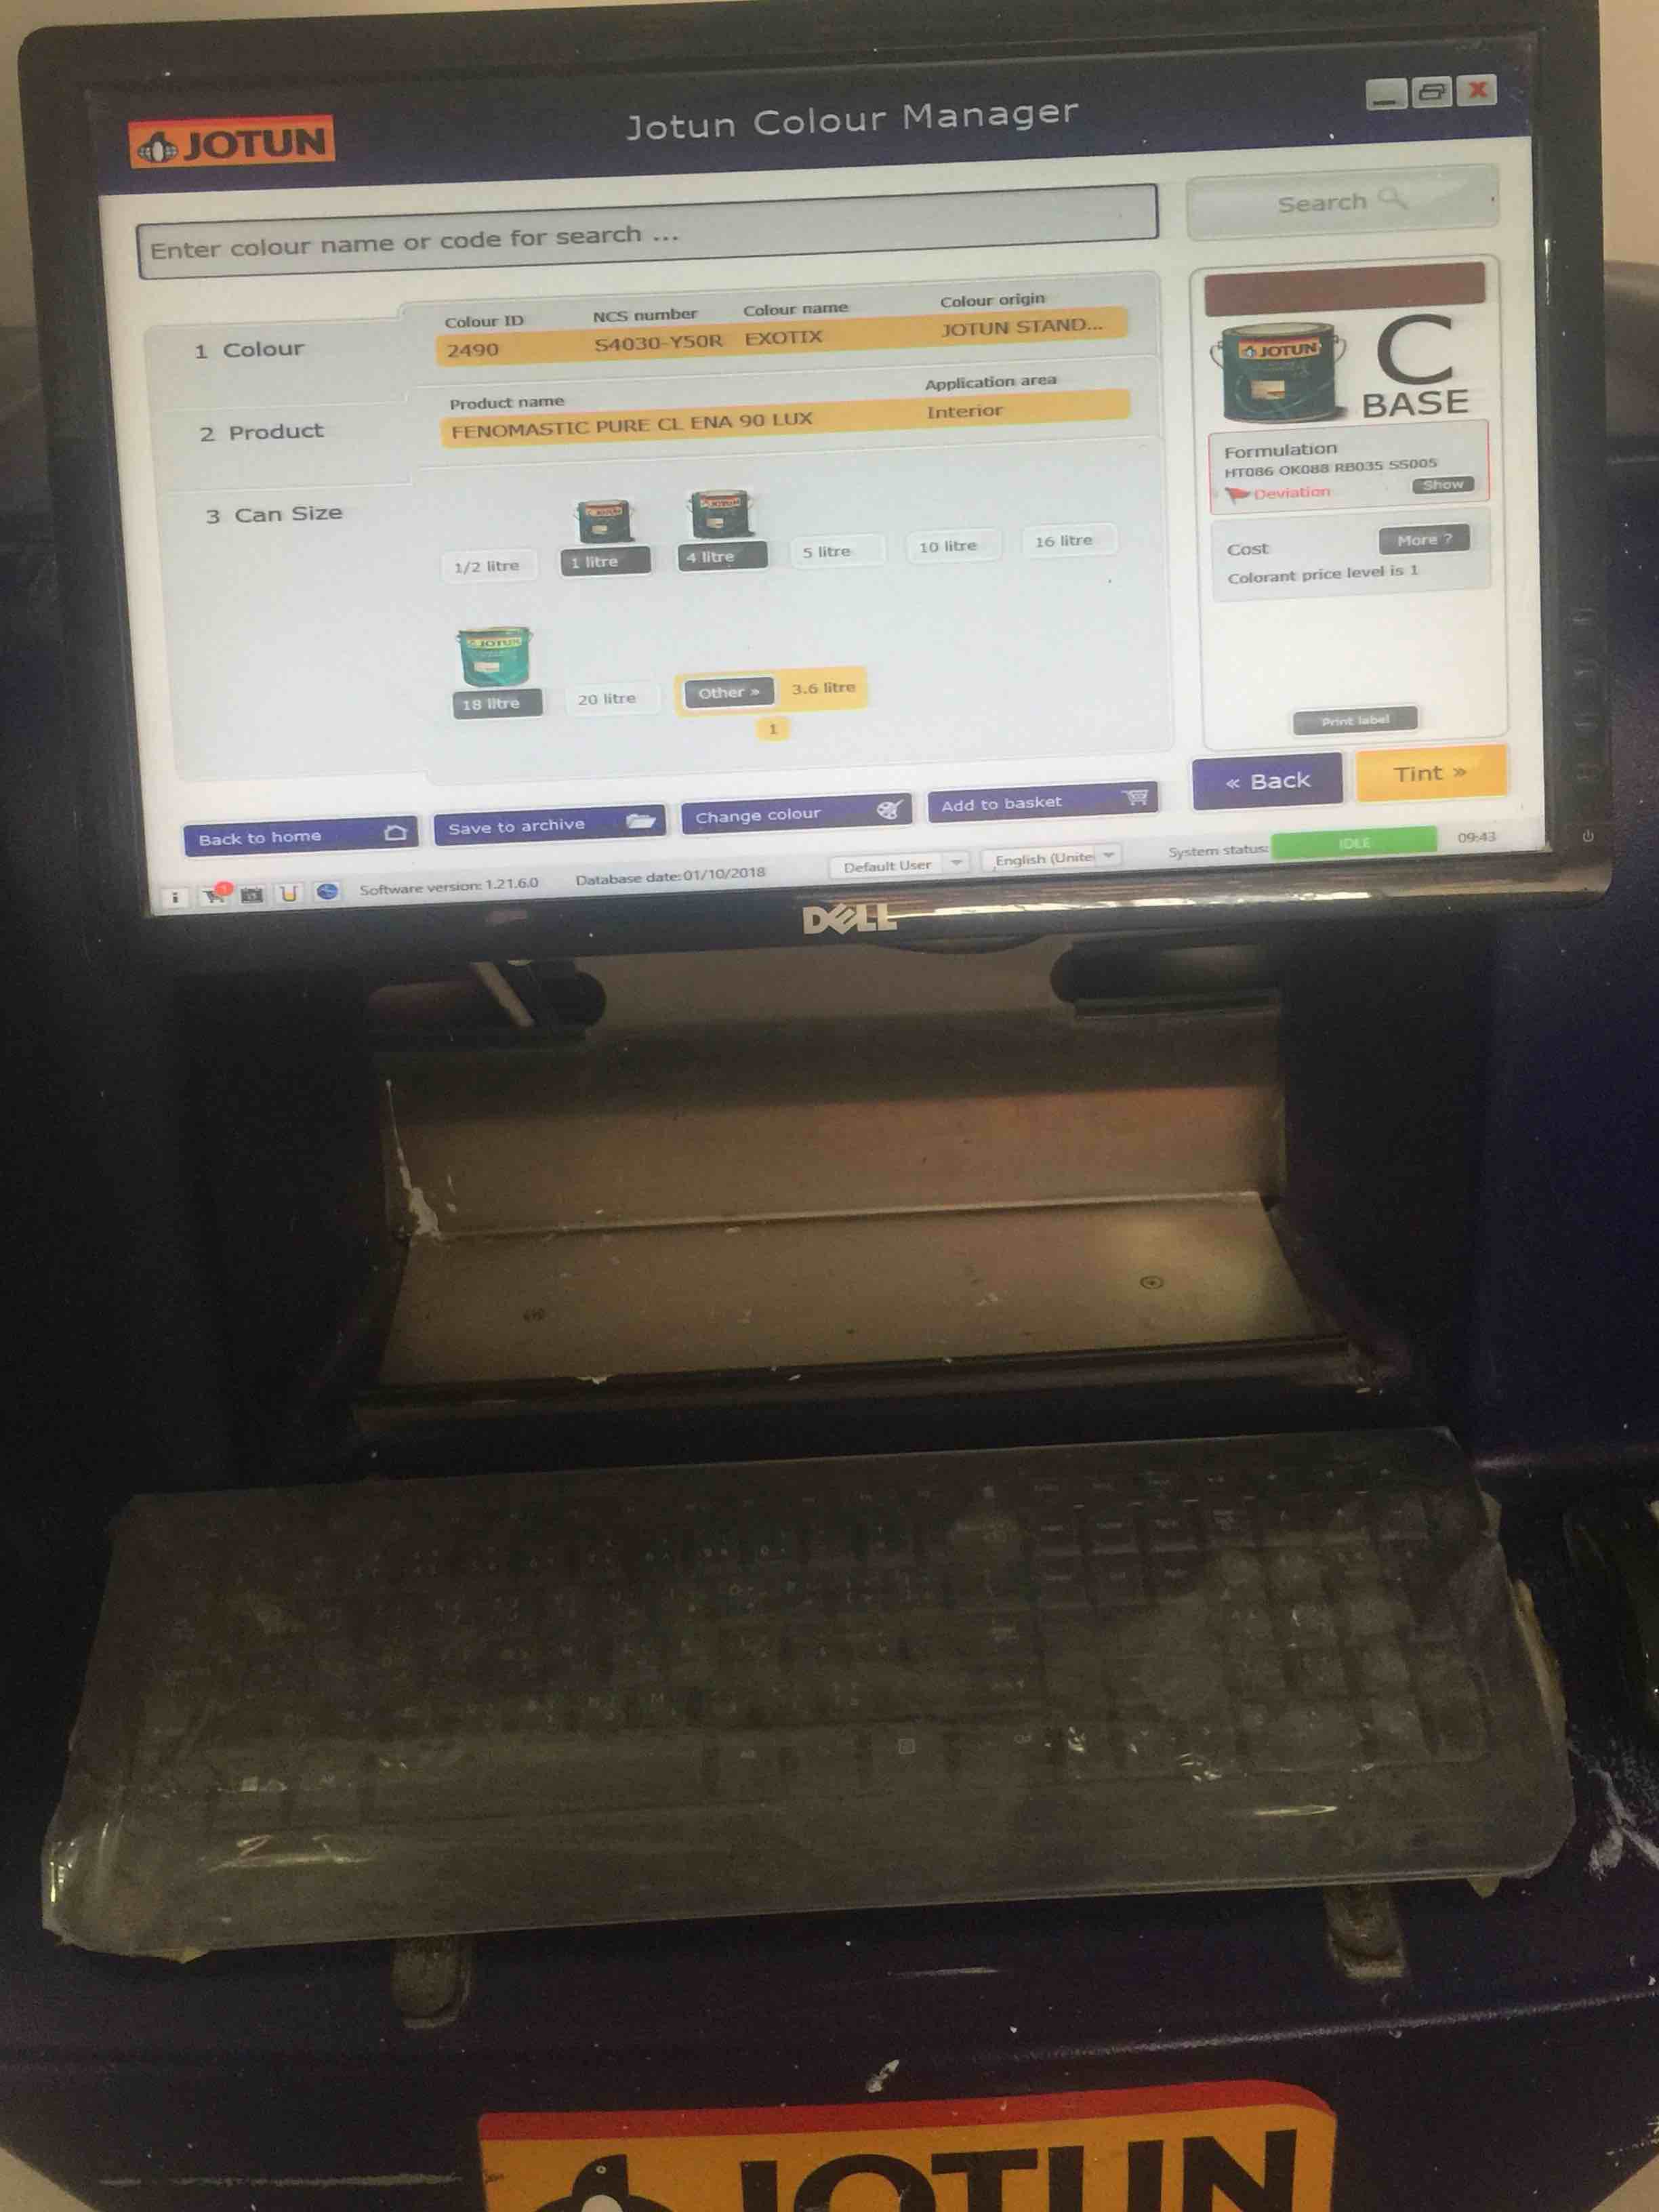 JOTUN
Jotun Colour Manager
Enter colour name or code for search ...
Search
1 Colour
Colour ID NCS number Colour name Colour origin
2490 S4030-Y50R EXOTIX JOTUN STAND...
2 Product
Product name Application area
FENOMASTIC PURE CL ENA 90 LUX Interior
3 Can Size
1/2 litre 1 litre 4 litre 5 litre 10 litre 16 litre
JOTUN
18 litre 20 litre Other » 3.6 litre
1
JOTUN
C
BASE
Formulation
HT086 OK088 RB035 SS005
Deviation Show
Cost More ?
Colorant price level is 1
Print label
« Back Tint »
Back to home Save to archive Change colour Add to basket
i 1 Software version: 1.21.6.0 Database date: 01/10/2018 Default User English (Unite System status: IDLE 09:43
DELL
JOTUN